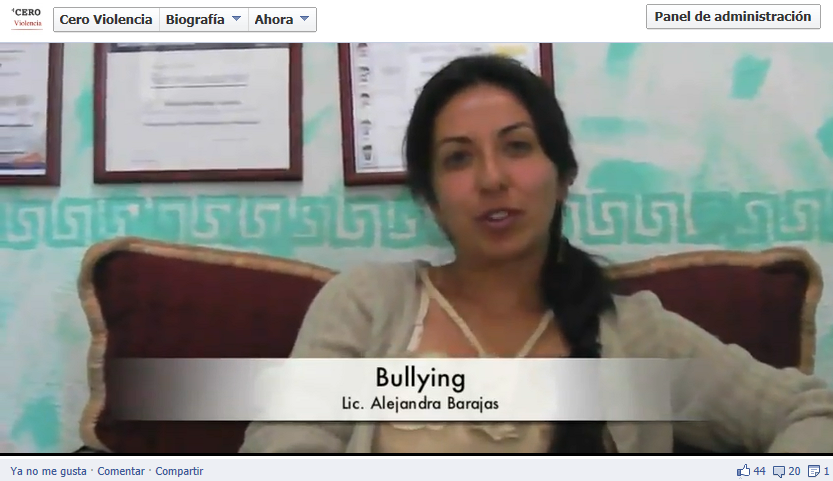 CERO
Violencia
Cero Violencia
Biografía
Ahora
Panel de administración
Bullying
Lic. Alejandra Barajas
Ya no me gusta · Comentar · Compartir
44
20
1